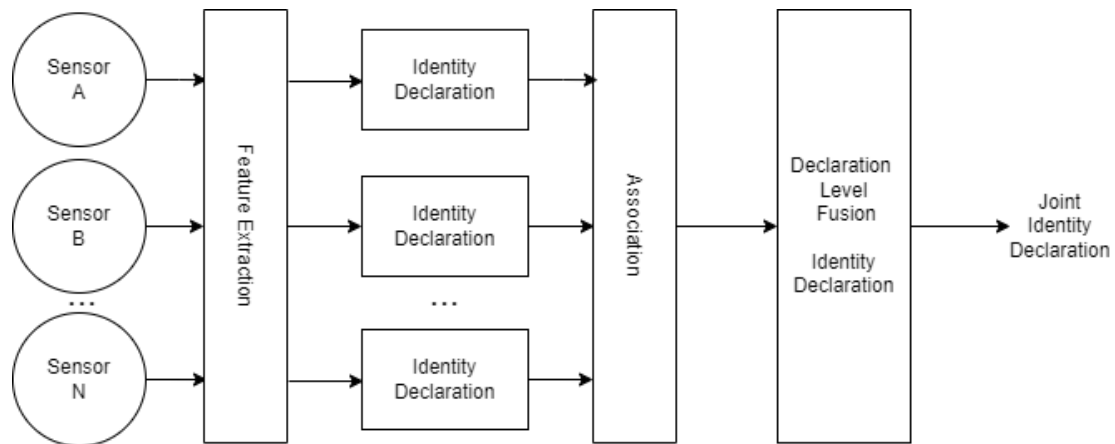 Sensor
A
Sensor
B
...
Sensor
N
Feature Extraction
Identity
Declaration
Identity
Declaration
...
Identity
Declaration
Association
Declaration
Level
Fusion
Identity
Declaration
Joint
Identity
Declaration